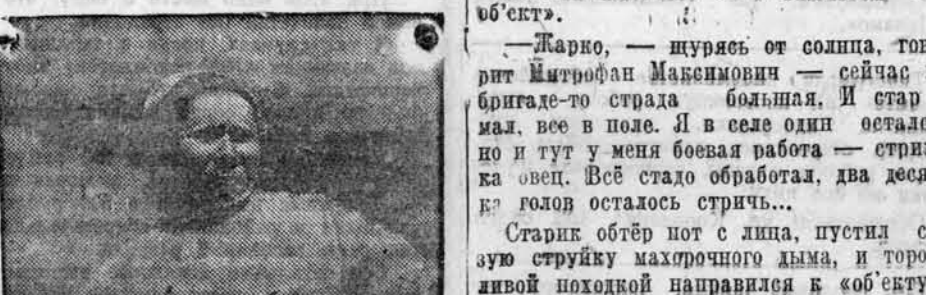 об'ект».
—Жарко, — щурясь от солнца, гов
рит Митрофан Максимович — сейчас
бригаде-то страда большая. И стар
мал, все в поле. Я в селе один остал
но и тут у меня боевая работа — стриж
ка овец. Всё стадо обработал, два деся
ка голов осталось стричь...
Старик обтёр пот с лица, пустил с
зую струйку махорочного дыма, и торо
ливой походкой направился к «об'екту